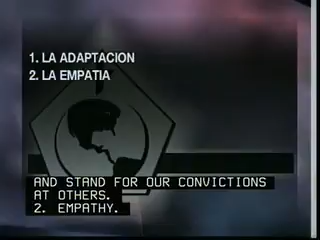 1. LA ADAPTACION
2. LA EMPATIA
AND STAND FOR OUR CONVICTIONS
AT OTHERS.
2. EMPATHY.